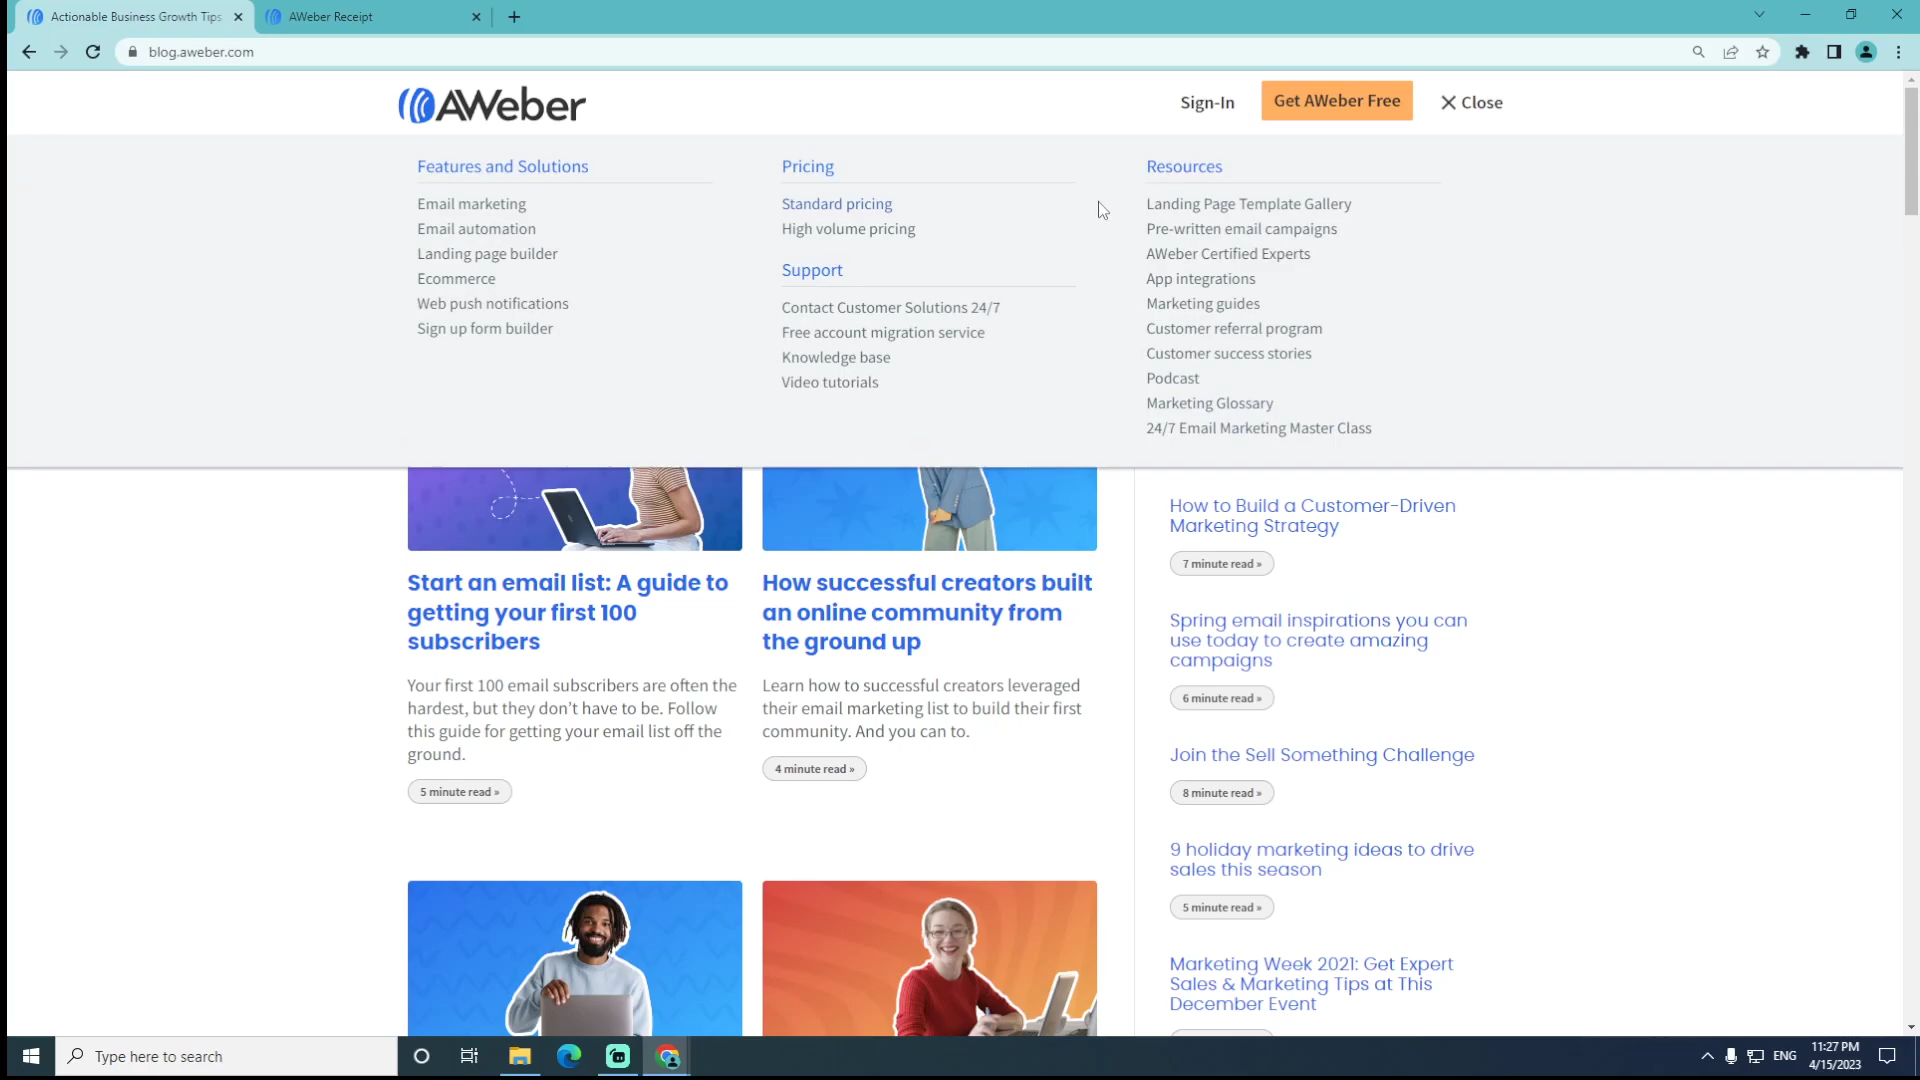 Actionable Business Growth Tips
AWeber Receipt
blog.aweber.com
AWeber
Sign-In
Get AWeber Free
Close
Features and Solutions
Email marketing
Email automation
Landing page builder
Ecommerce
Web push notifications
Sign up form builder
Pricing
Standard pricing
High volume pricing
Support
Contact Customer Solutions 24/7
Free account migration service
Knowledge base
Video tutorials
Resources
Landing Page Template Gallery
Pre-written email campaigns
AWeber Certified Experts
App integrations
Marketing guides
Customer referral program
Customer success stories
Podcast
Marketing Glossary
24/7 Email Marketing Master Class
Start an email list: A guide to
getting your first 100
subscribers
Your first 100 email subscribers are often the
hardest, but they don't have to be. Follow
this guide for getting your email list off the
ground.
5 minute read »
How successful creators built
an online community from
the ground up
Learn how to successful creators leveraged
their email marketing list to build their first
community. And you can to.
4 minute read »
How to Build a Customer-Driven
Marketing Strategy
7 minute read »
Spring email inspirations you can
use today to create amazing
campaigns
6 minute read »
Join the Sell Something Challenge
8 minute read »
9 holiday marketing ideas to drive
sales this season
5 minute read »
Marketing Week 2021: Get Expert
Sales & Marketing Tips at This
December Event
Type here to search
ENG
11:27 PM
4/15/2023